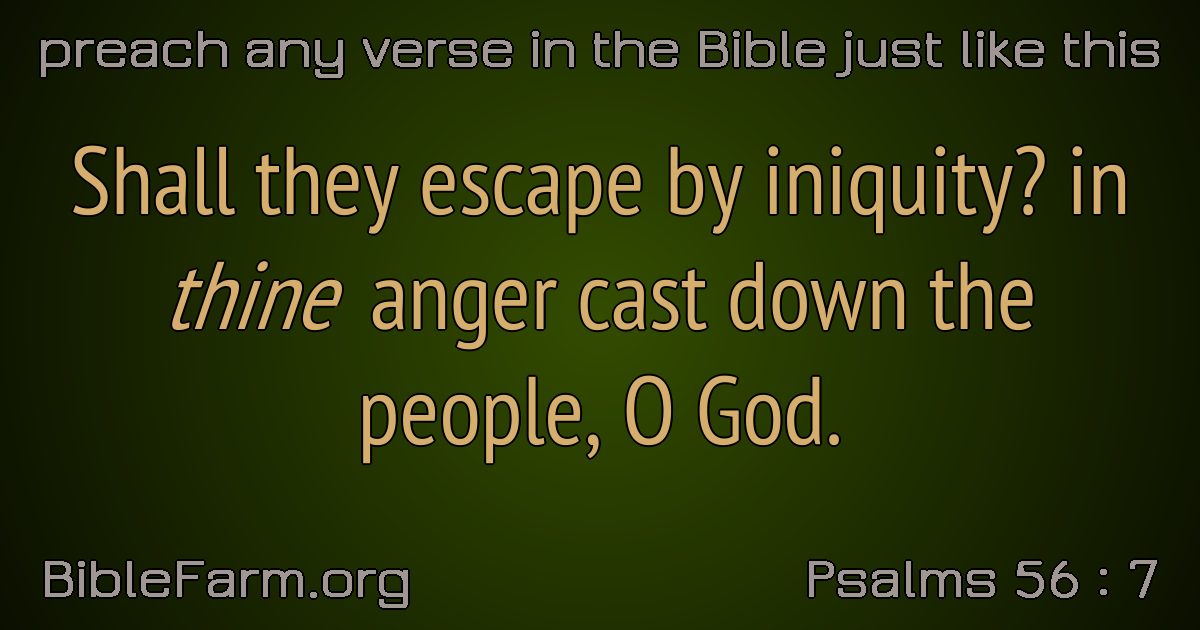 preach any verse in the Bible just like this
Shall they escape by iniquity? in
thine anger cast down the
people, O God.
BibleFarm.org
Psalms 56 : 7